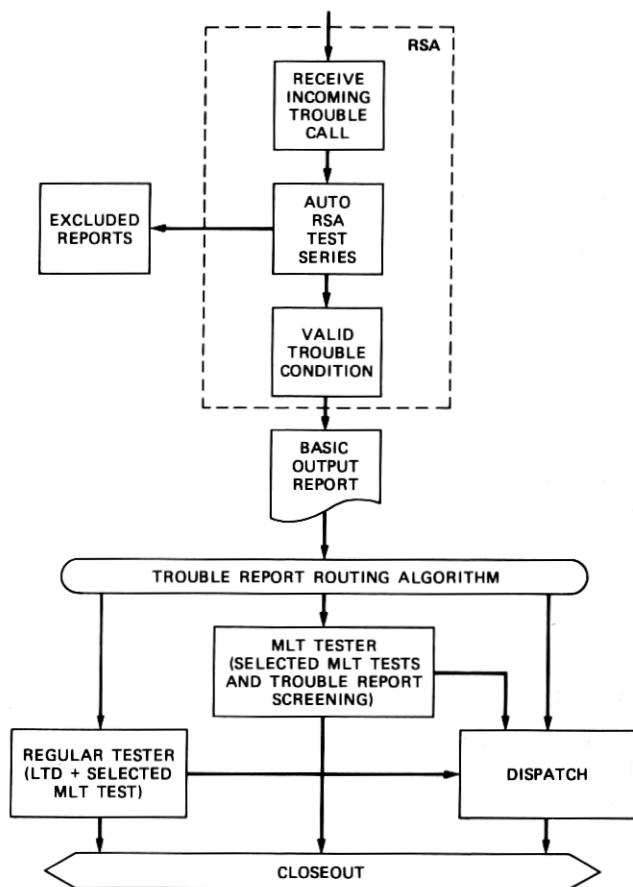 RSA
RECEIVE
INCOMING
TROUBLE
CALL
EXCLUDED
REPORTS
AUTO
RSA
TEST
SERIES
VALID
TROUBLE
CONDITION
BASIC
OUTPUT
REPORT
TROUBLE REPORT ROUTING ALGORITHM
MLT TESTER
(SELECTED MLT TESTS
AND TROUBLE REPORT
SCREENING)
REGULAR TESTER
(LTD + SELECTED
MLT TEST)
DISPATCH
CLOSEOUT